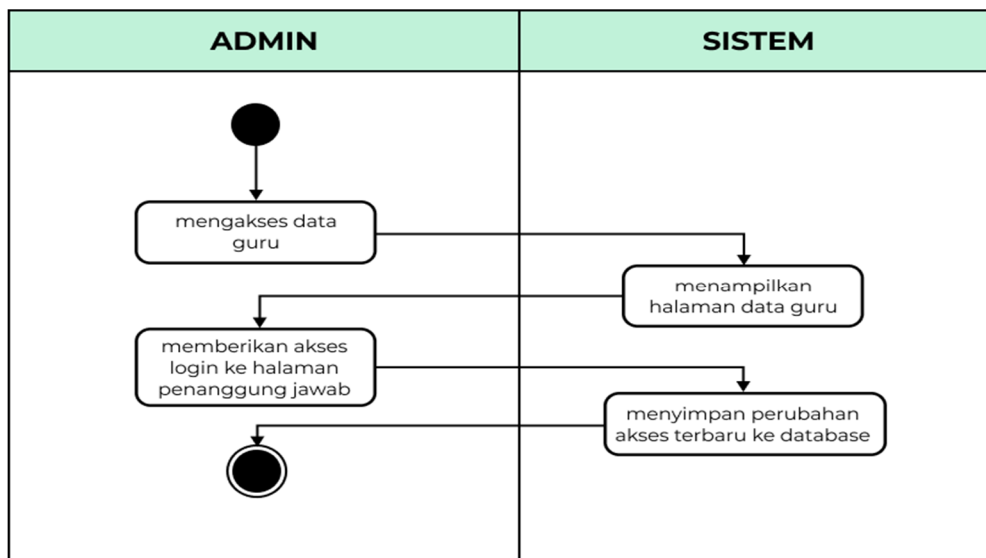 ADMIN
SISTEM
mengakses data
guru
menampilkan
halaman data guru
memberikan akses
login ke halaman
penanggung jawab
menyimpan perubahan
akses terbaru ke database